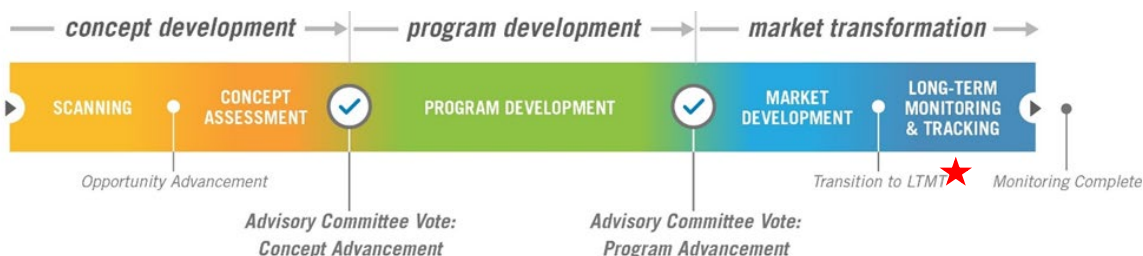 concept development
program development
market transformation
SCANNING
CONCEPT
ASSESSMENT
PROGRAM DEVELOPMENT
MARKET
DEVELOPMENT
LONG-TERM
MONITORING
& TRACKING
Opportunity Advancement
Transition to LTMT
Monitoring Complete
Advisory Committee Vote:
Concept Advancement
Advisory Committee Vote:
Program Advancement